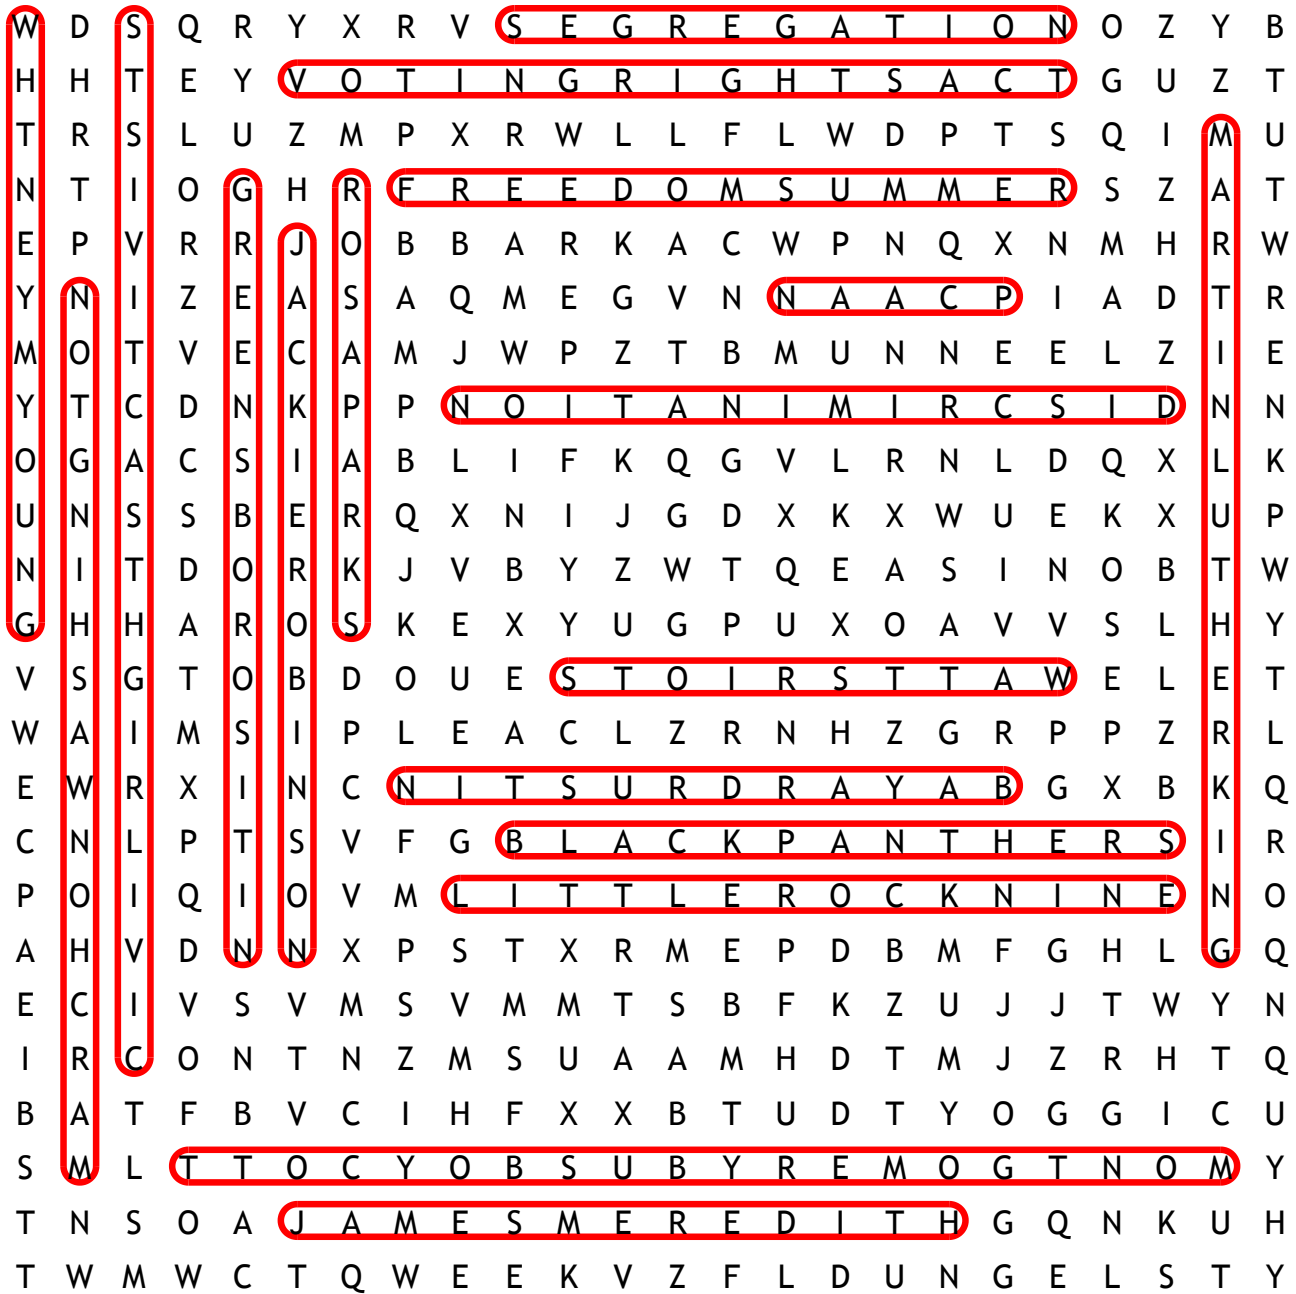 W D S Q R Y X R V S E G R E G A T I O N O Z Y B
H H T E Y V O T I N G R I G H T S A C T G U Z T
T R S L U Z M P X R W L L F L W D P T S Q I M U
N T I O G H R F R E E D O M S U M M E R S Z A T
E P V R R J O B B A R K A C W P N Q X N M H R W
Y N I Z E A S A Q M E G V N N A A C P I A D T R
M O T V E C A M J W P Z T B M U N N E E L Z I E
Y T C D N K P P N O I T A N I M I R C S I D N N
O G A C S I A B L I F K Q G V L R N L D Q X L K
U N S S B E R Q X N I J G D X K X W U E K X U P
N I T D O R K J V B Y Z W T Q E A S I N O B T W
G H H A R O S K E X Y U G P U X O A V V S L H Y
V S G T O B D O U E S T O I R S T T A W E L E T
W A I M S I P L E A C L Z R N H Z G R P P Z R L
E W R X I N C N I T S U R D R A Y A B G X B K Q
C N L P T S V F G B L A C K P A N T H E R S I R
P O I Q I O V M L I T T L E R O C K N I N E N O
A H V D N N X P S T X R M E P D B M F G H L G Q
E C I V S V M S V M M T S B F K Z U J J T W Y N
I R C O N T N Z M S U A A M H D T M J Z R H T Q
B A T F B V C I H F X X B T U D T Y O G G I C U
S M L T T O C Y O B S U B Y R E M O G T N O M Y
T N S O A J A M E S M E R E D I T H G Q N K U H
T W M W C T Q W E E K V Z F L D U N G E L S T Y